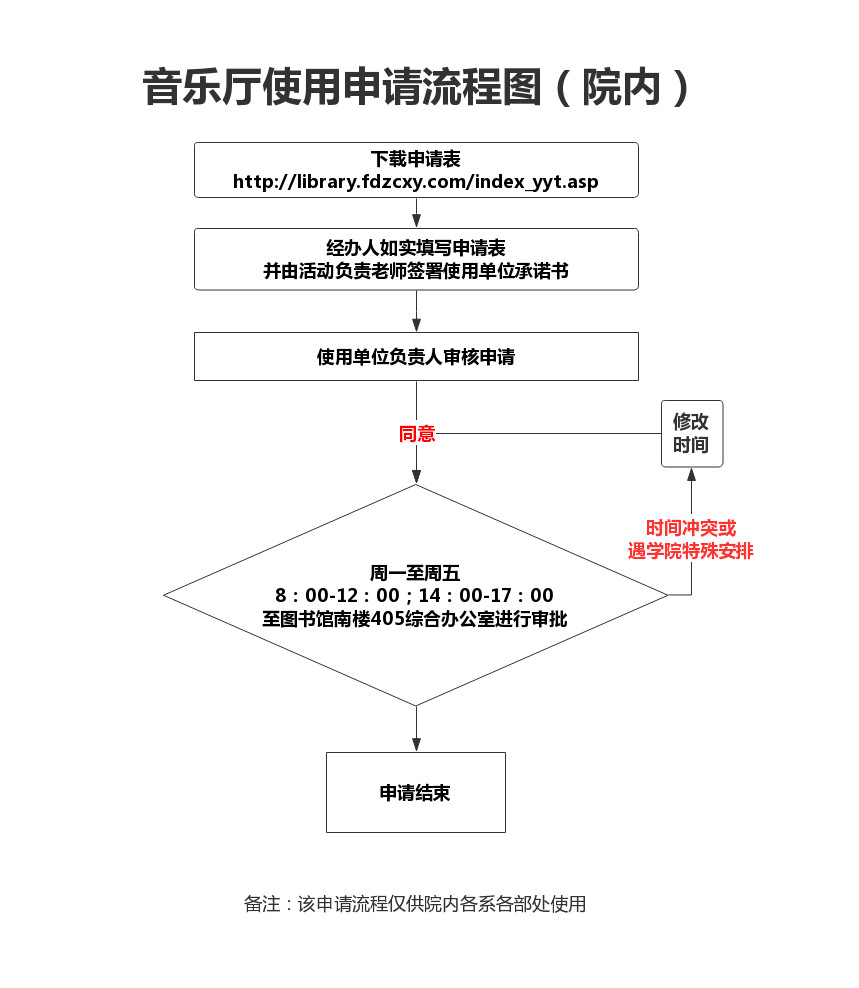 音乐厅使用申请流程图（院内）
下载申请表
http://library.fdzcxy.com/index_yyt.asp
经办人如实填写申请表
并由活动负责老师签署使用单位承诺书
使用单位负责人审核申请
同意
修改
时间
时间冲突或
遇学院特殊安排
周一至周五
8：00-12：00；14：00-17：00
至图书馆南楼405综合办公室进行审批
申请结束
备注：该申请流程仅供院内各系各部处使用